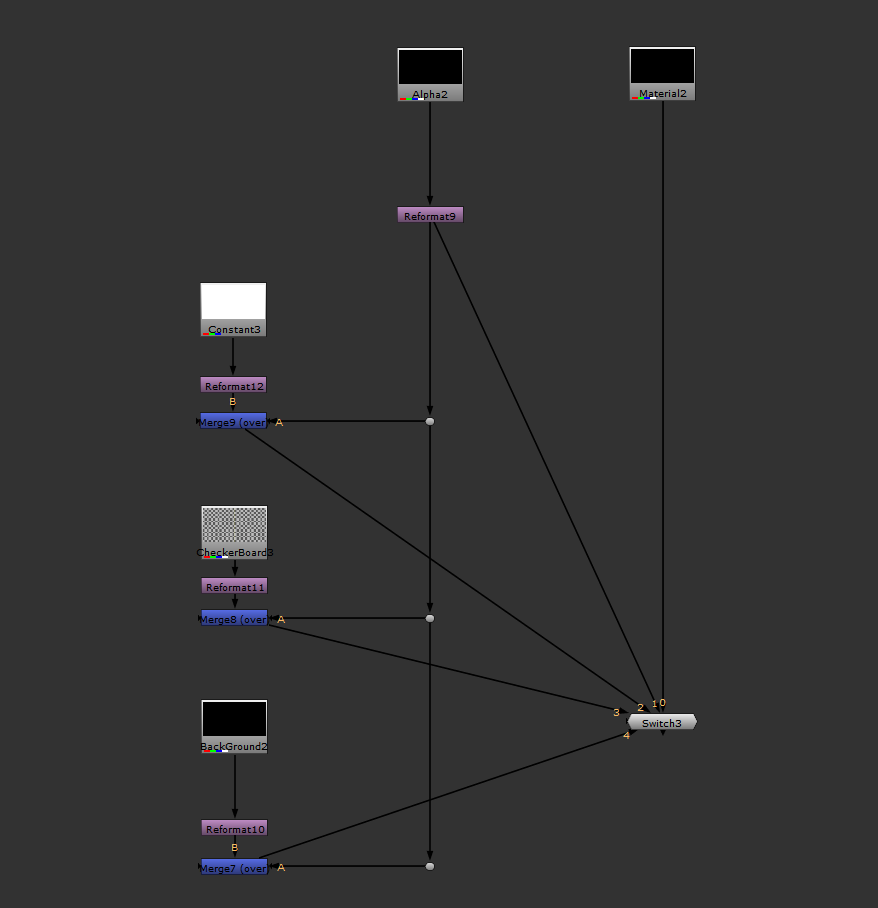 Alpha2
Material2
Reformat9
Constant3
Reformat12
B
Merge9 (over)
A
CheckerBoard3
Reformat11
Merge8 (over)
A
2
1
0
3
Switch3
4
BackGround2
Reformat10
B
Merge7 (over)
A